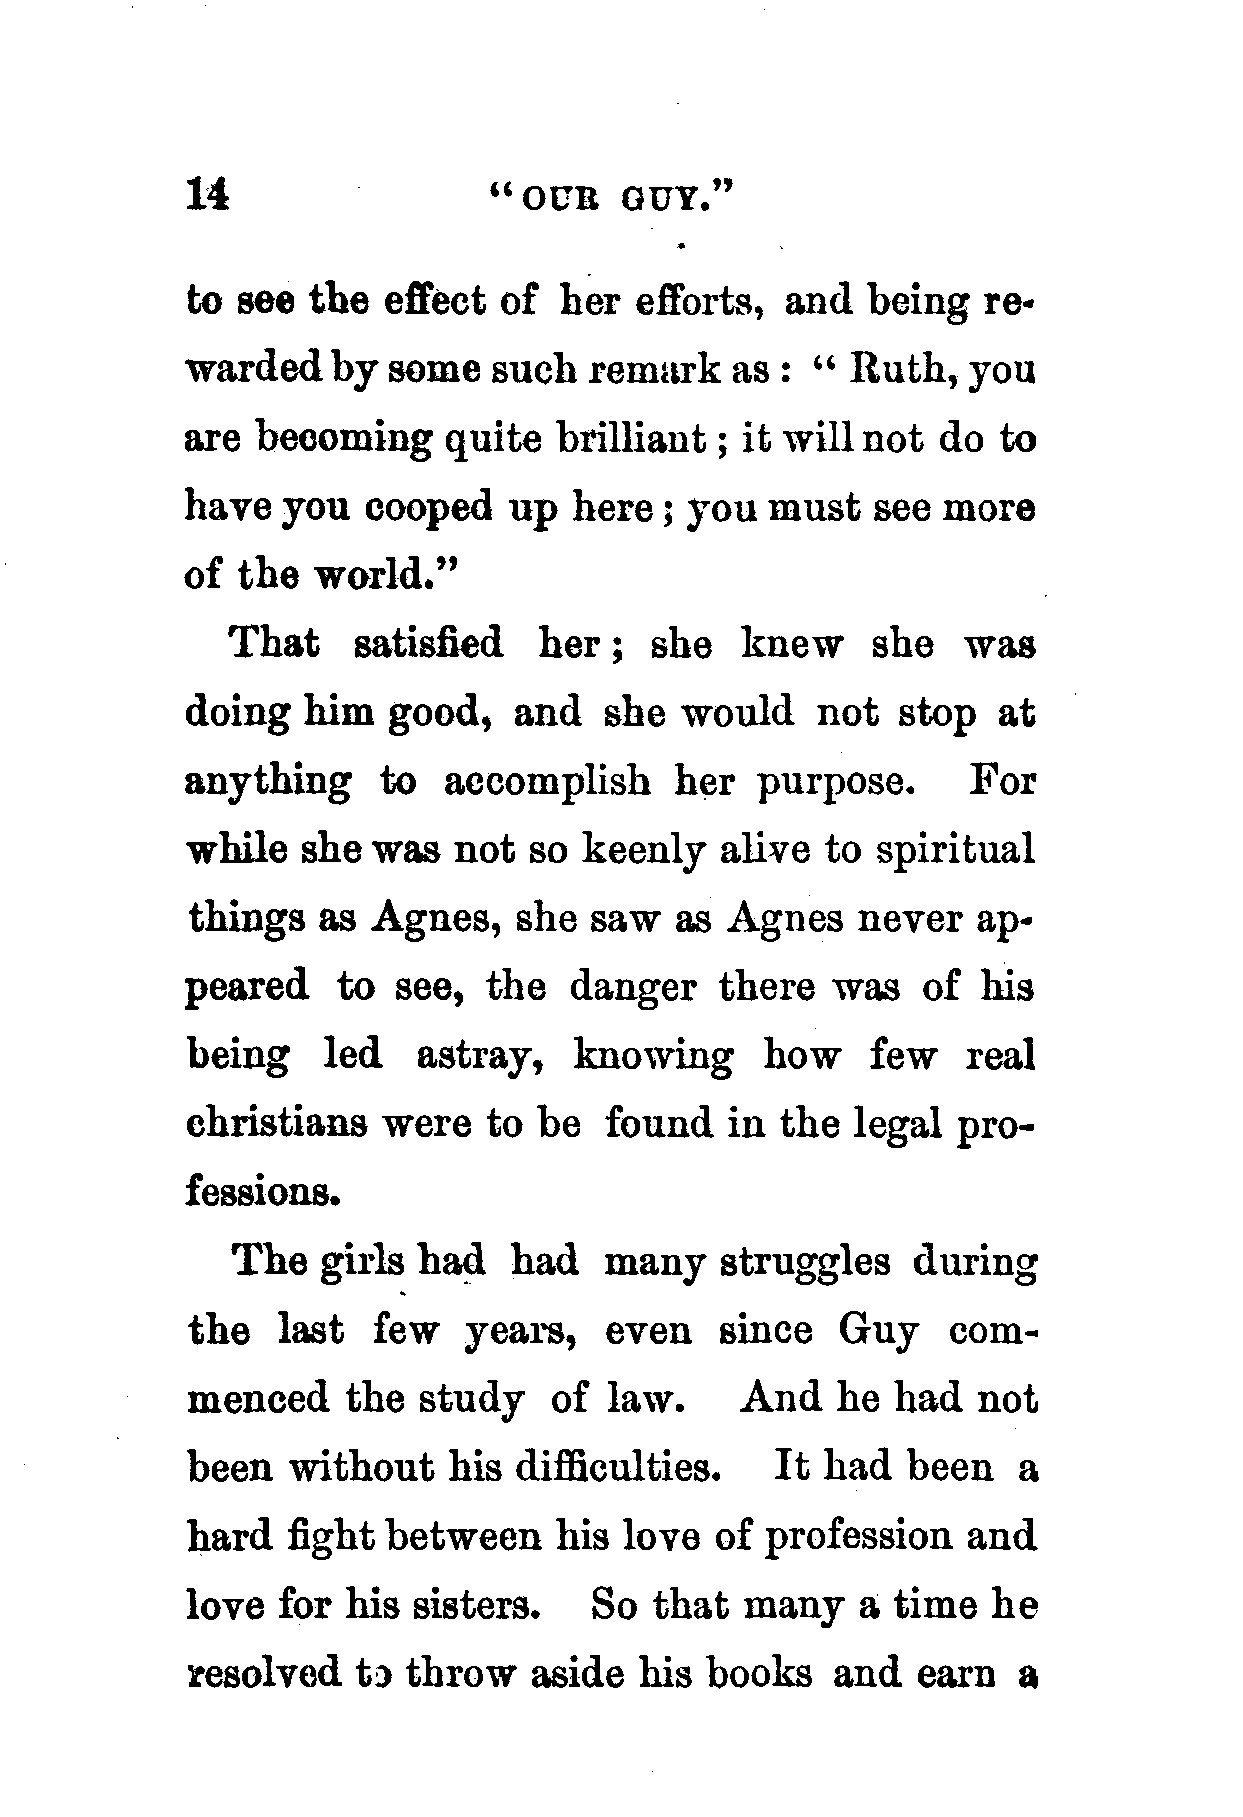 14 "OUR GUY."
to see the effect of her efforts, and being re-
warded by some such remark as : " Ruth, you
are becoming quite brilliant ; it will not do to
have you cooped up here ; you must see more
of the world."
That satisfied her ; she knew she was
doing him good, and she would not stop at
anything to accomplish her purpose. For
while she was not so keenly alive to spiritual
things as Agnes, she saw as Agnes never ap-
peared to see, the danger there was of his
being led astray, knowing how few real
christians were to be found in the legal pro-
fessions.
The girls had had many struggles during
the last few years, even since Guy com-
menced the study of law. And he had not
been without his difficulties. It had been a
hard fight between his love of profession and
love for his sisters. So that many a time he
resolved to throw aside his books and earn a